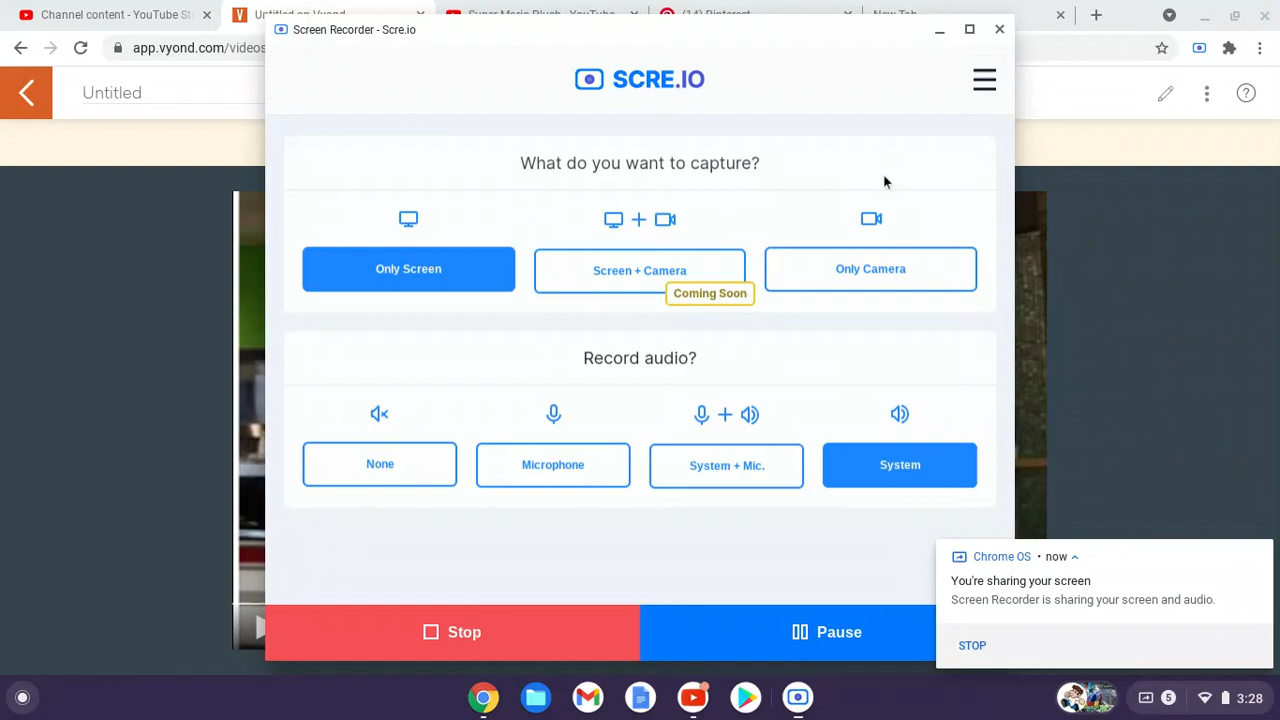 Channel content - YouTube St
Untitled on Vyond
Super Mario Plush - YouTube
(14) Pinterest
New Tab
app.vyond.com/videos
Untitled
Screen Recorder - Scre.io
SCRE.IO
What do you want to capture?
Only Screen
Screen + Camera
Only Camera
Coming Soon
Record audio?
None
Microphone
System + Mic.
System
Stop
Pause
Chrome OS • now
You're sharing your screen
Screen Recorder is sharing your screen and audio.
STOP
5
3:28